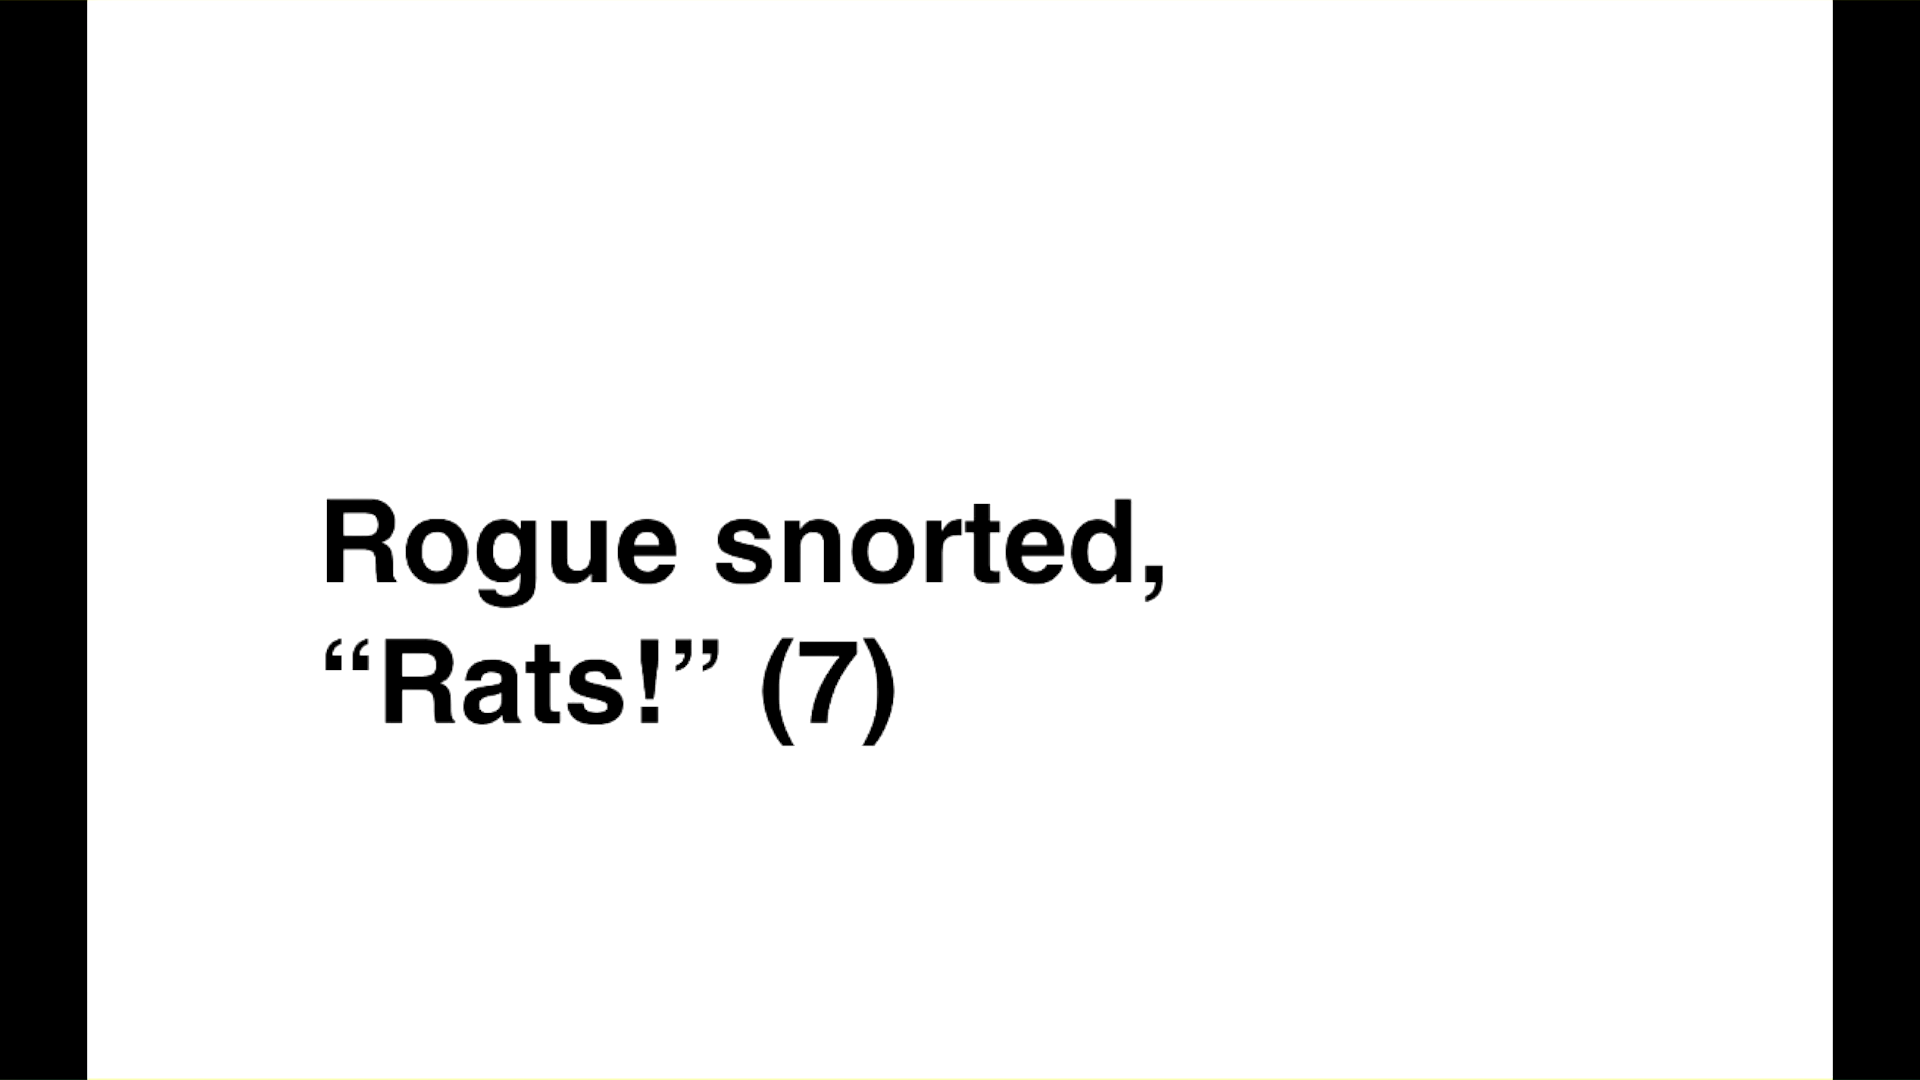 Rogue snorted,
“Rats!” (7)